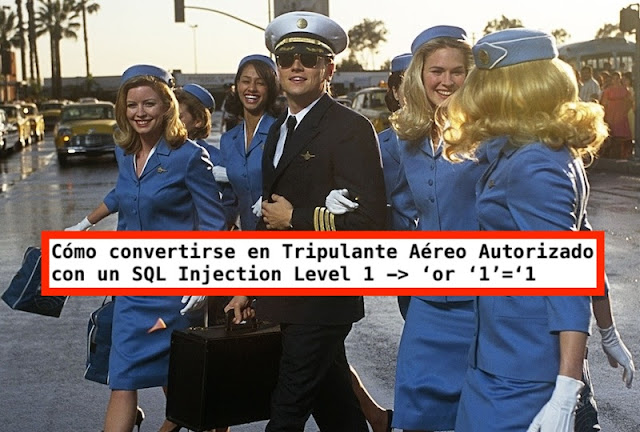 Cómo convertirse en Tripulante Aéreo Autorizado
con un SQL Injection Level 1 –> ‘or ‘1’=‘1